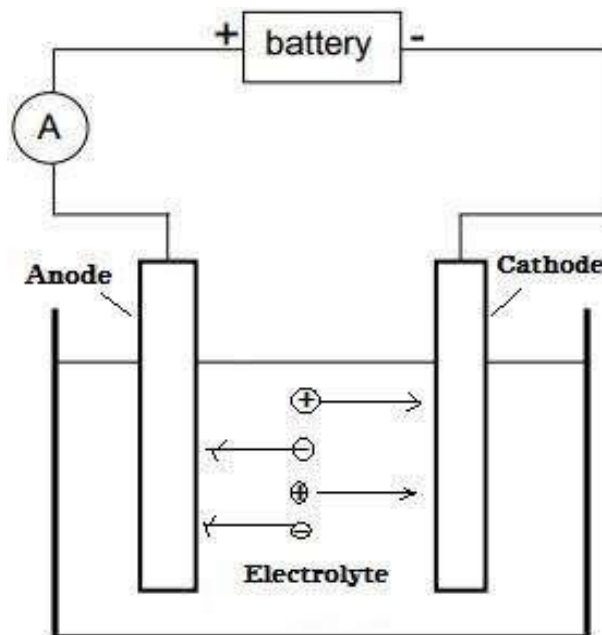 + battery -
A
Anode
Cathode
+
-
+
-
Electrolyte